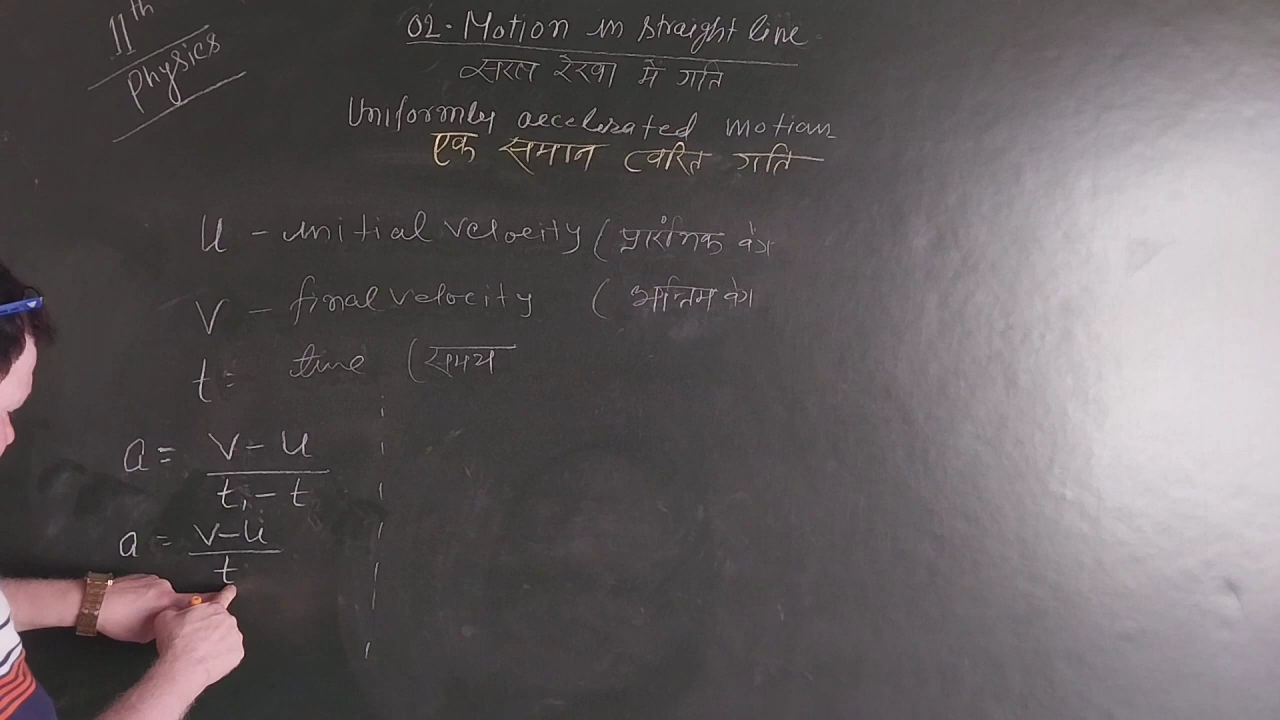 11th
Physics
02. Motion in straight line
सरल रेखा में गति
Uniformly accelerated motion
एक समान त्वरित गति
u - initial velocity (प्रारंभिक वेग
v - final velocity ( अन्तिम वेग
t = time (समय
a = v - u / t₁ - t
a = v-u / t